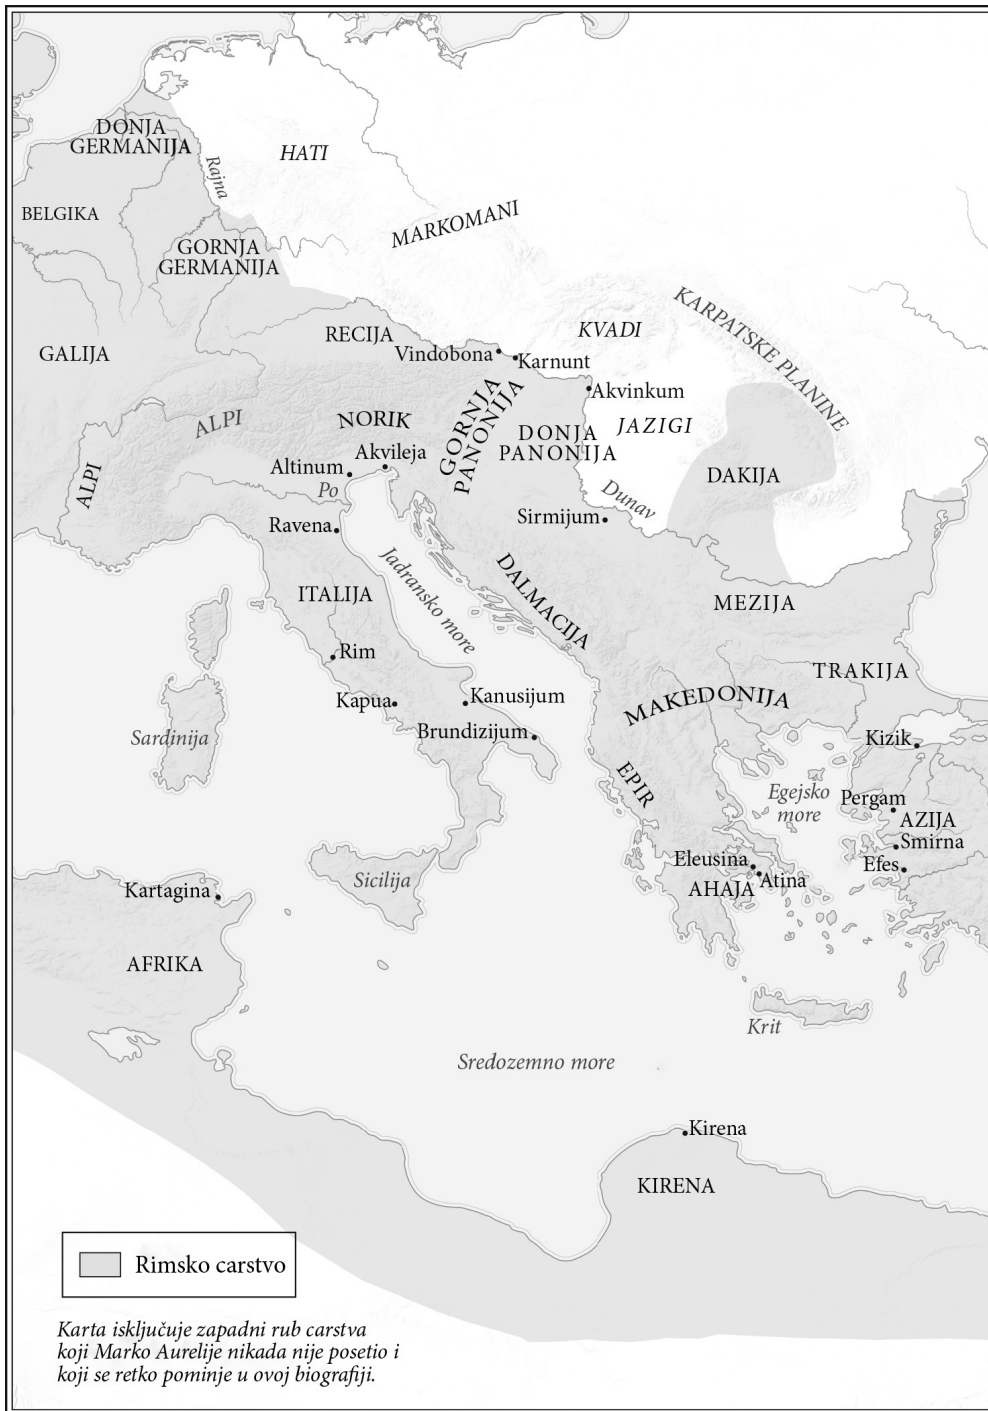 DONJA
GERMANIJA
HATI
Rajna
BELGIKA
MARKOMANI
GORNJA
GERMANIJA
KARPATSKE PLANINE
RECIJA
KVADI
GALIJA
Vindobona
Karnunt
Akvinkum
ALPI
NORIK
GORNJA
PANONIJA
DONJA
PANONIJA
JAZIGI
ALPI
Altinum
Akvileja
DAKIJA
Po
Dunav
Ravena
Sirmijum
Jadransko more
DALMACIJA
ITALIJA
MEZIJA
Rim
TRAKIJA
Kapua
Kanusijum
MAKEDONIJA
Sardinija
Brundizijum
Kizik
EPIR
Egejsko
more
Pergam
AZIJA
Smirna
Eleusina
Efes
Sicilija
Atina
Kartagina
AHAJA
AFRIKA
Krit
Sredozemno more
Kirena
KIRENA
Rimsko carstvo
Karta isključuje zapadni rub carstva
koji Marko Aurelije nikada nije posetio i
koji se retko pominje u ovoj biografiji.